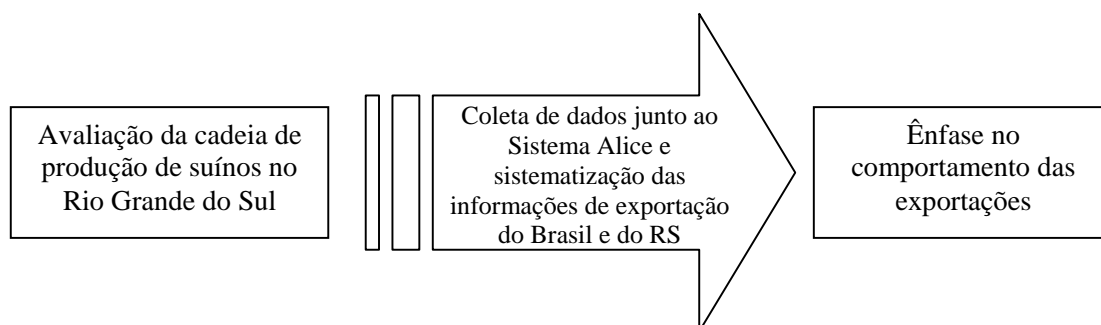 Avaliação da cadeia de
produção de suínos no
Rio Grande do Sul
Coleta de dados junto ao
Sistema Alice e
sistematização das
informações de exportação
do Brasil e do RS
Ênfase no
comportamento das
exportações